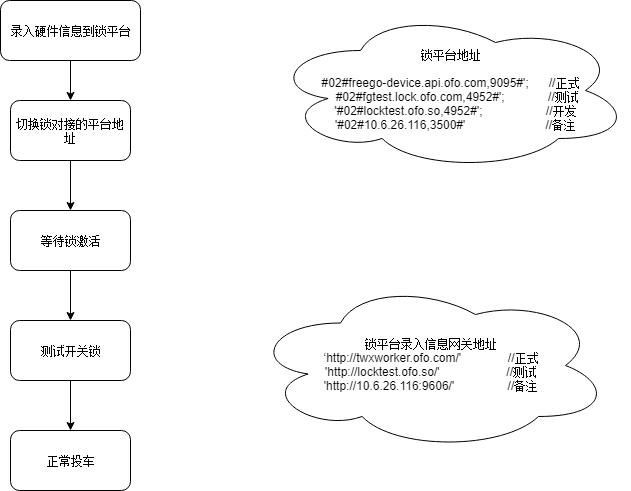 录入硬件信息到锁平台
切换锁对接的平台地
址
等待锁激活
测试开关锁
正常投车
锁平台地址
#02#freego-device.api.ofo.com,9095#'; //正式
#02#fgtest.lock.ofo.com,4952#'; //测试
'#02#locktest.ofo.so,4952#'; //开发
'#02#10.6.26.116,3500#' //备注
锁平台录入信息网关地址
'http://twxworker.ofo.com/' //正式
'http://locktest.ofo.so/' //测试
'http://10.6.26.116:9606/' //备注